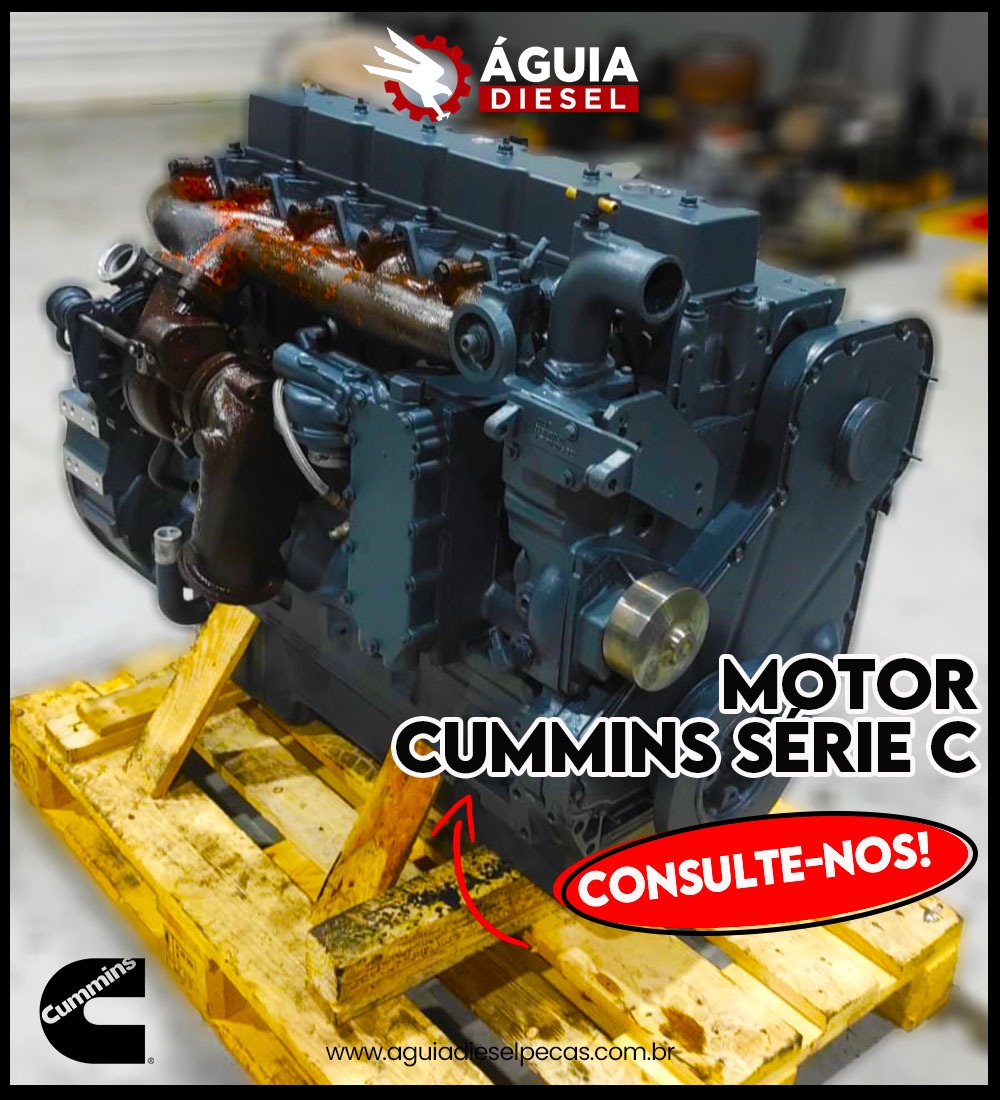 ÁGUIA
DIESEL
MOTOR
CUMMINS SÉRIE C
CONSULTE-NOS!
Cummins
www.aguiadieselpecas.com.br